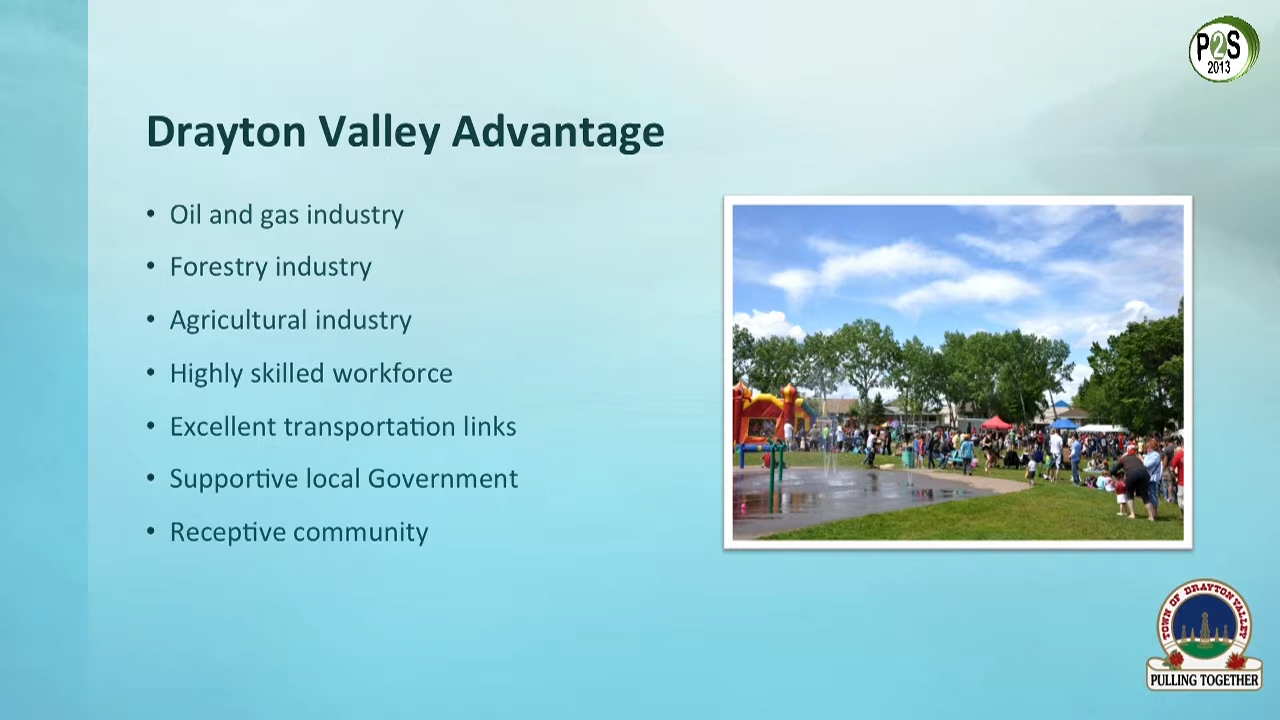 P2S
2013
Drayton Valley Advantage
• Oil and gas industry
• Forestry industry
• Agricultural industry
• Highly skilled workforce
• Excellent transportation links
• Supportive local Government
• Receptive community
TOWN OF DRAYTON VALLEY
PULLING TOGETHER